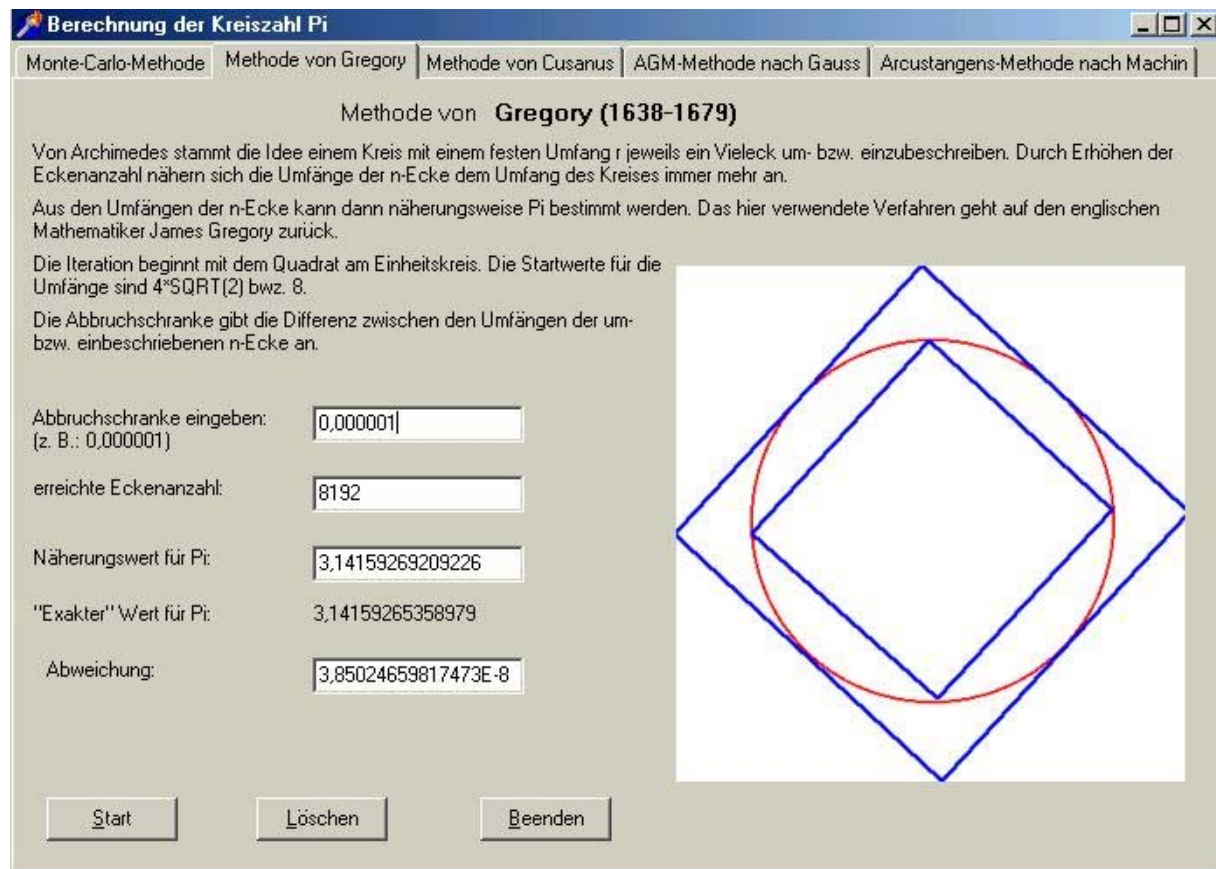 Berechnung der Kreiszahl Pi
Monte-Carlo-Methode Methode von Gregory Methode von Cusanus AGM-Methode nach Gauss Arcustangens-Methode nach Machin
Methode von Gregory (1638-1679)
Von Archimedes stammt die Idee einem Kreis mit einem festen Umfang r jeweils ein Vieleck um- bzw. einzubeschreiben. Durch Erhöhen der
Eckenanzahl nähern sich die Umfänge der n-Ecke dem Umfang des Kreises immer mehr an.
Aus den Umfängen der n-Ecke kann dann näherungsweise Pi bestimmt werden. Das hier verwendete Verfahren geht auf den englischen
Mathematiker James Gregory zurück.
Die Iteration beginnt mit dem Quadrat am Einheitskreis. Die Startwerte für die
Umfänge sind 4*SQRT(2) bwz. 8.
Die Abbruchschranke gibt die Differenz zwischen den Umfängen der um-
bzw. einbeschriebenen n-Ecke an.
Abbruchschranke eingeben: 0,000001
(z. B.: 0,000001)
erreichte Eckenanzahl: 8192
Näherungswert für Pi: 3,14159269209226
"Exakter" Wert für Pi: 3,14159265358979
Abweichung: 3,85024659817473E-8
Start Löschen Beenden